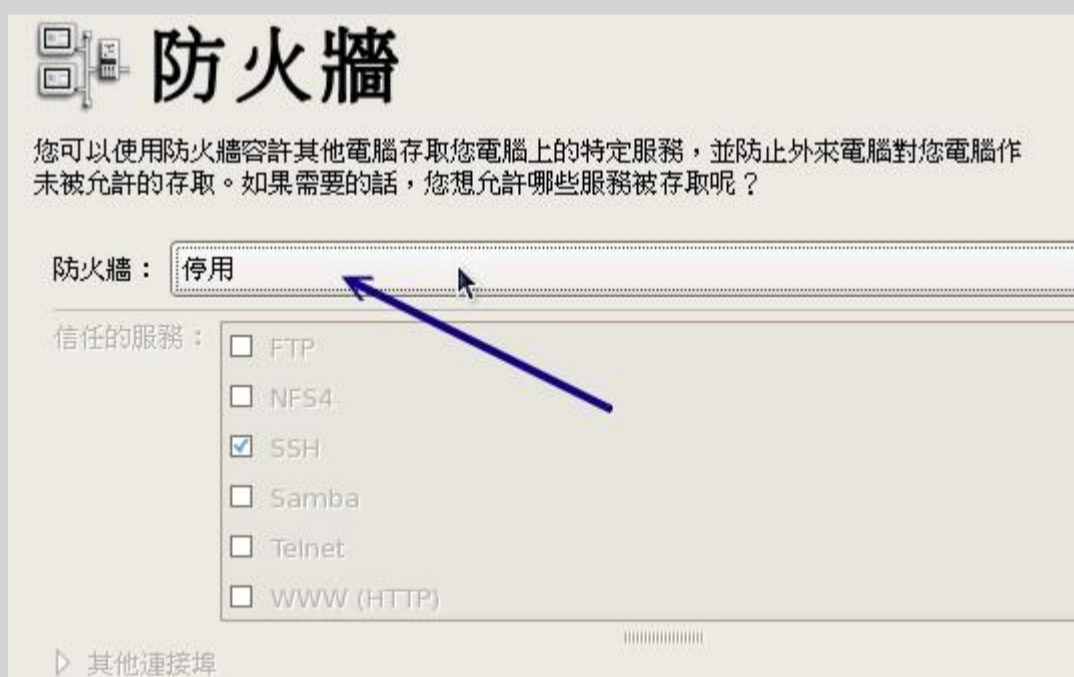 防火牆
您可以使用防火牆容許其他電腦存取您電腦上的特定服務，並防止外來電腦對您電腦作
未被允許的存取。如果需要的話，您想允許哪些服務被存取呢？
防火牆： 停用
信任的服務： FTP
NFS4
SSH
Samba
Telnet
WWW (HTTP)
其他連接埠